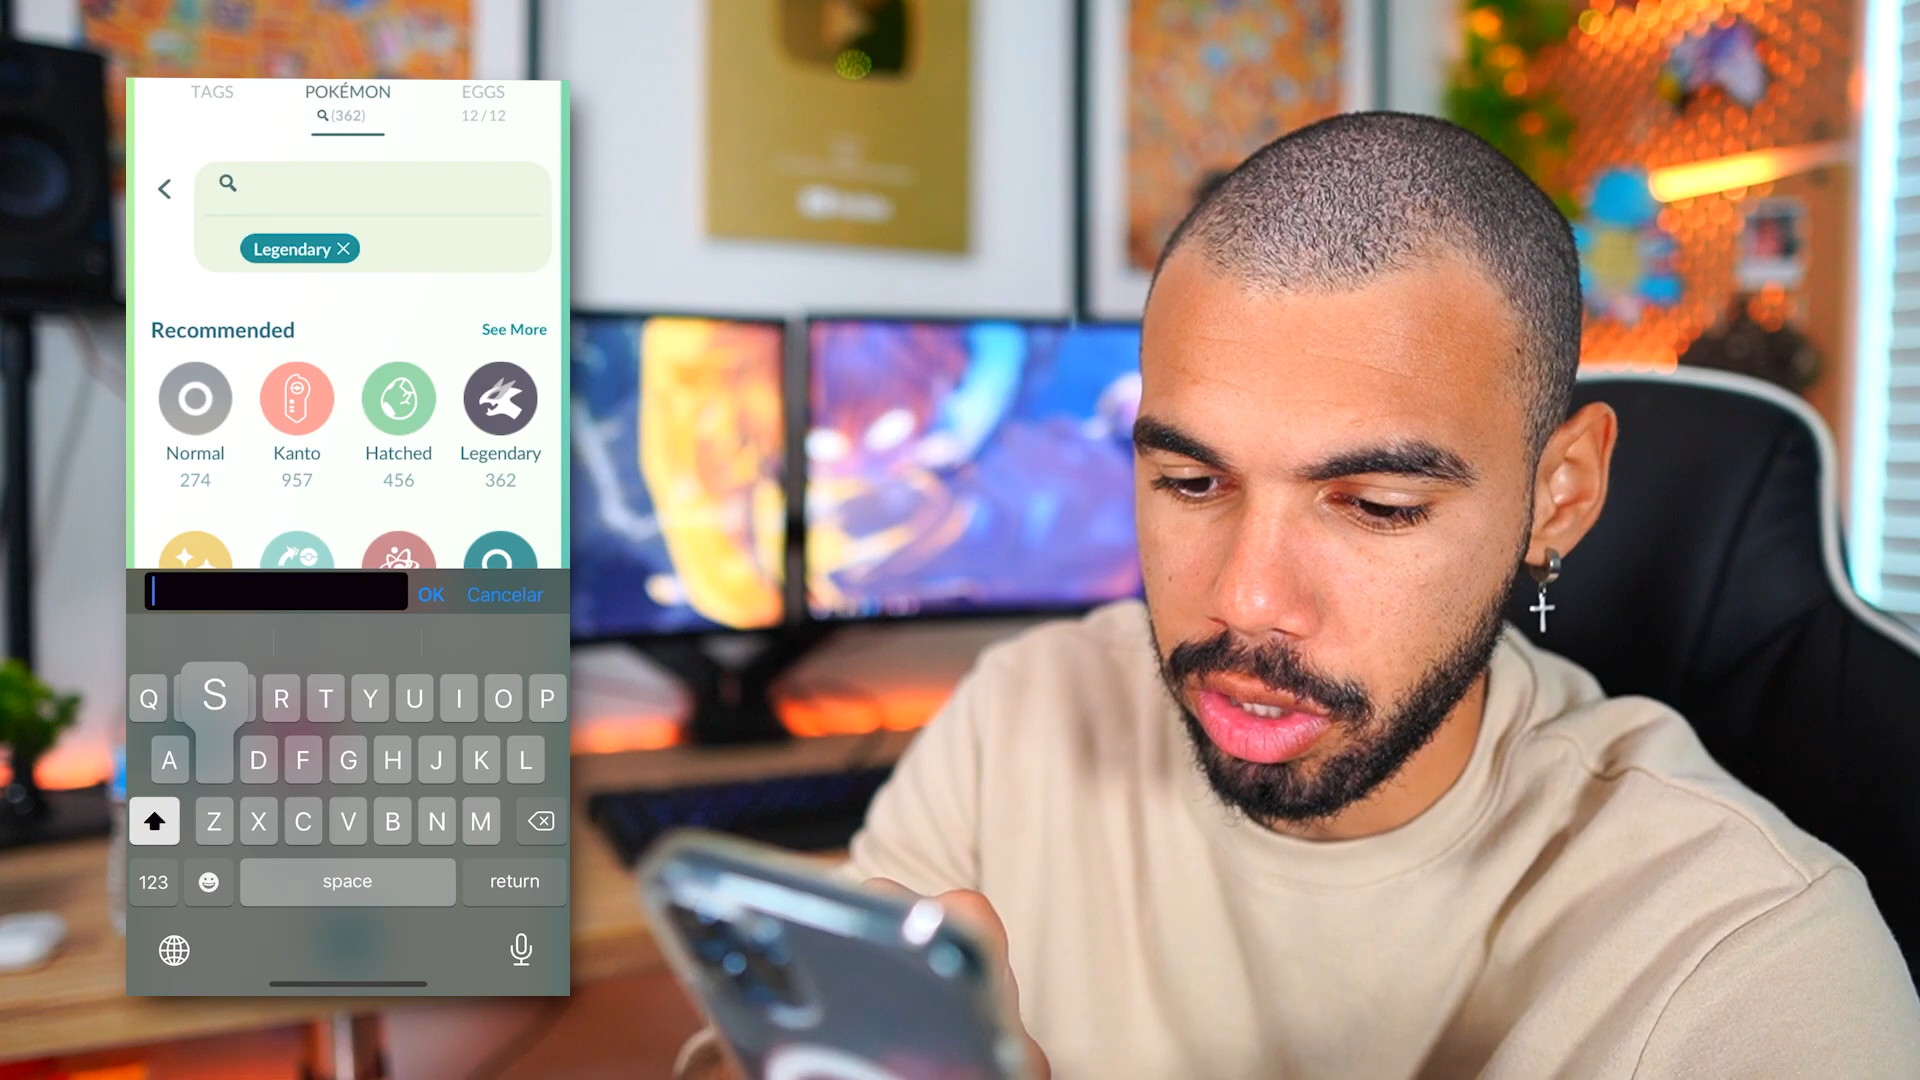 TAGS POKÉMON EGGS
(362) 12 / 12
Legendary
Recommended See More
Normal Kanto Hatched Legendary
274 957 456 362
OK Cancelar
Q S R T Y U I O P
A D F G H J K L
Z X C V B N M
123 space return